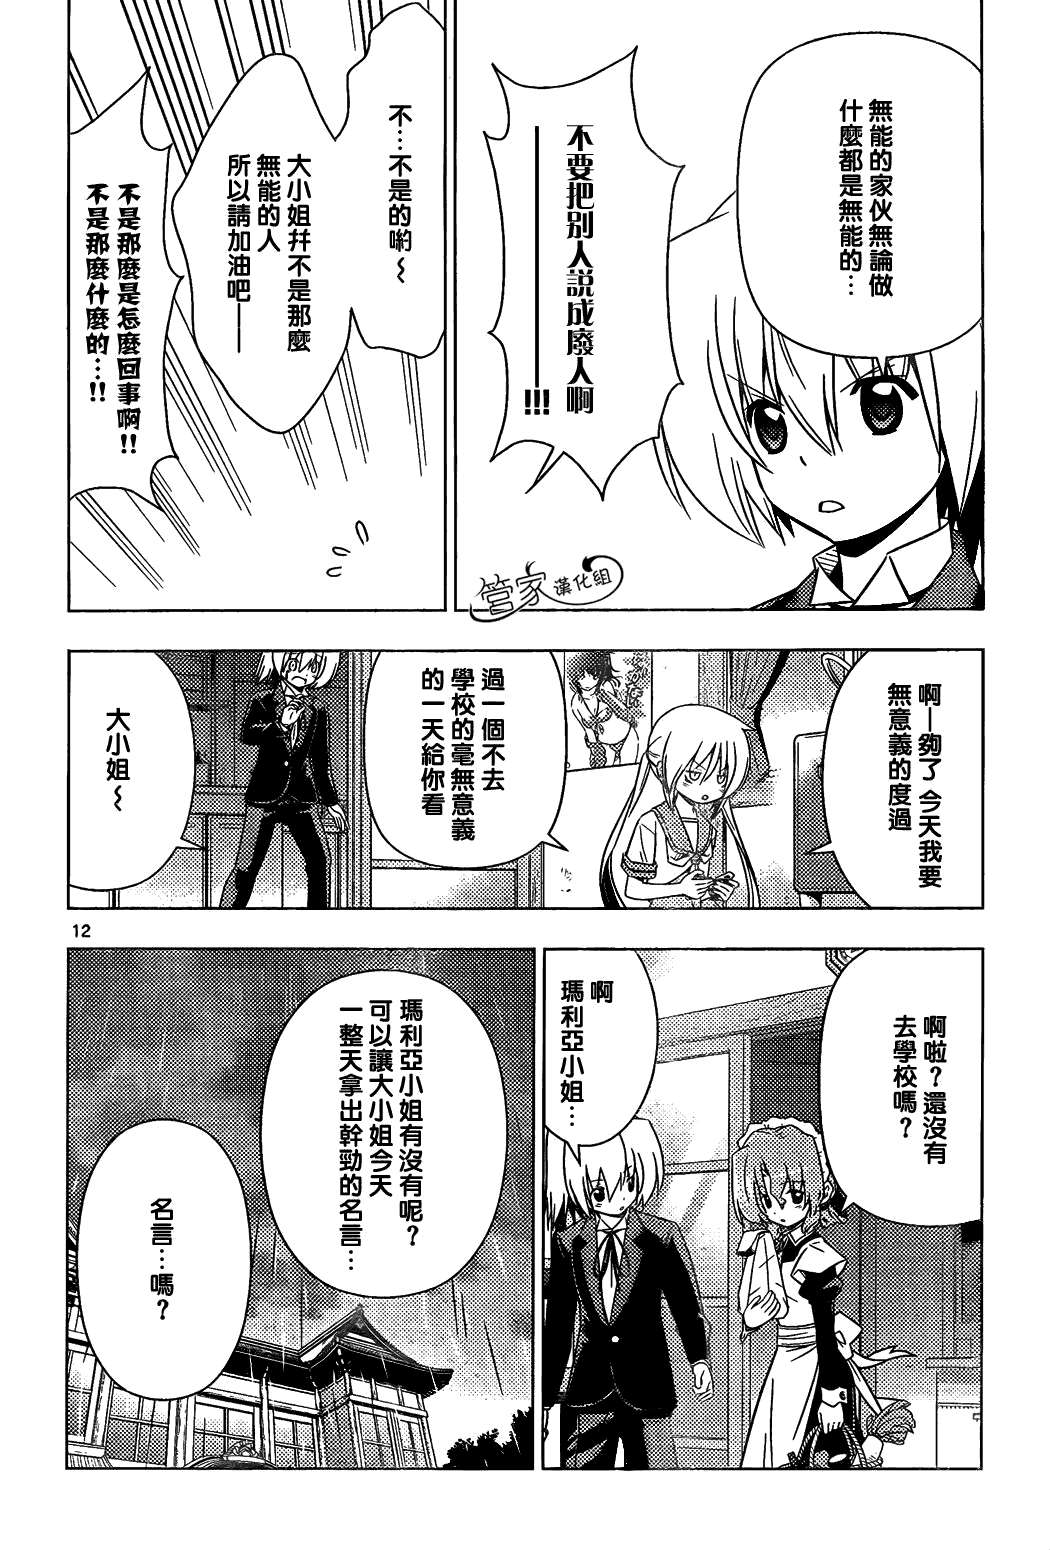 無能的家伙無論做
什麼都是無能的…
不要把別人說成廢人啊
——!!!
不…不是的喲～
大小姐幷不是那麼
無能的人
所以請加油吧——
不是那麼是怎麼回事啊!!
不是那麼什麼的…!!
管家
漢化組
啊—夠了 今天我要
無意義的度過
過一個不去
學校的毫無意義
的一天給你看
大小姐～
12
啊啦？還沒有
去學校嗎？
啊
瑪利亞小姐…
瑪利亞小姐有沒有呢？
可以讓大小姐今天
一整天拿出幹勁的名言…
名言…嗎？